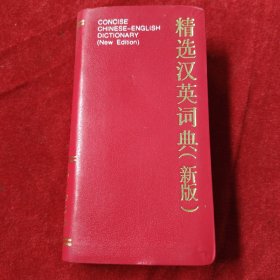 CONCISE
CHINESE–ENGLISH
DICTIONARY
(New Edition)
精选汉英词典(新版)